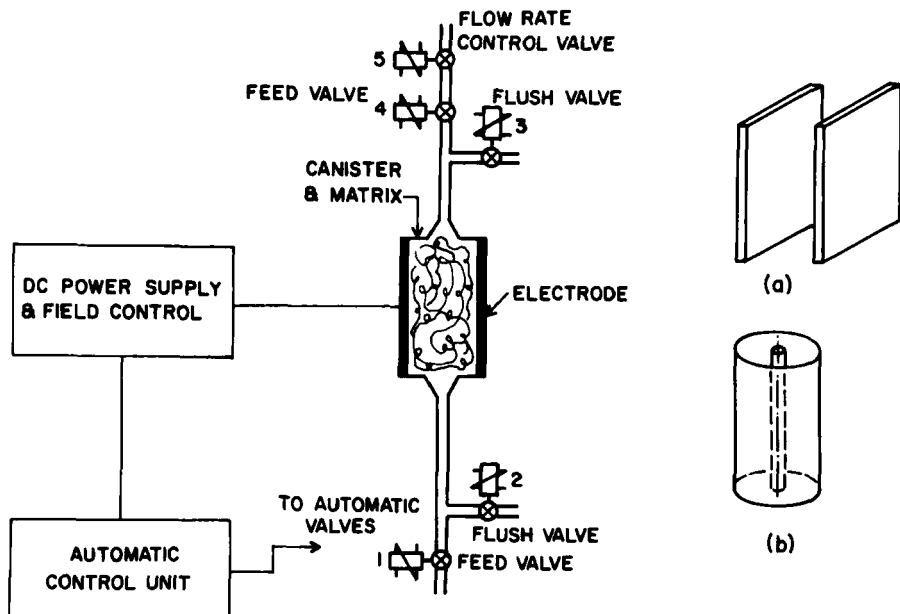 FLOW RATE
CONTROL VALVE
5
FEED VALVE
4
FLUSH VALVE
3
CANISTER
& MATRIX
DC POWER SUPPLY
& FIELD CONTROL
ELECTRODE
(a)
2
TO AUTOMATIC
VALVES
FLUSH VALVE
1
FEED VALVE
AUTOMATIC
CONTROL UNIT
(b)